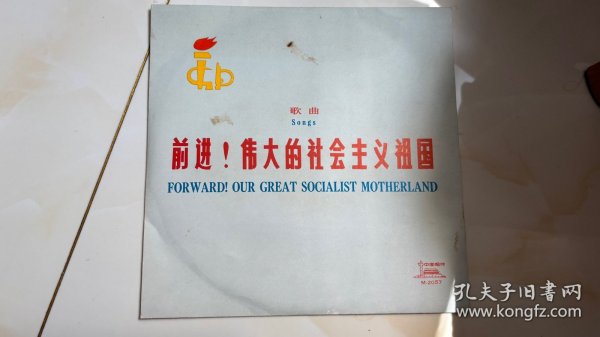 歌曲
Songs
前进！伟大的社会主义祖国
FORWARD! OUR GREAT SOCIALIST MOTHERLAND
中国唱片
M-2057
孔夫子旧书网
www.kongfz.com